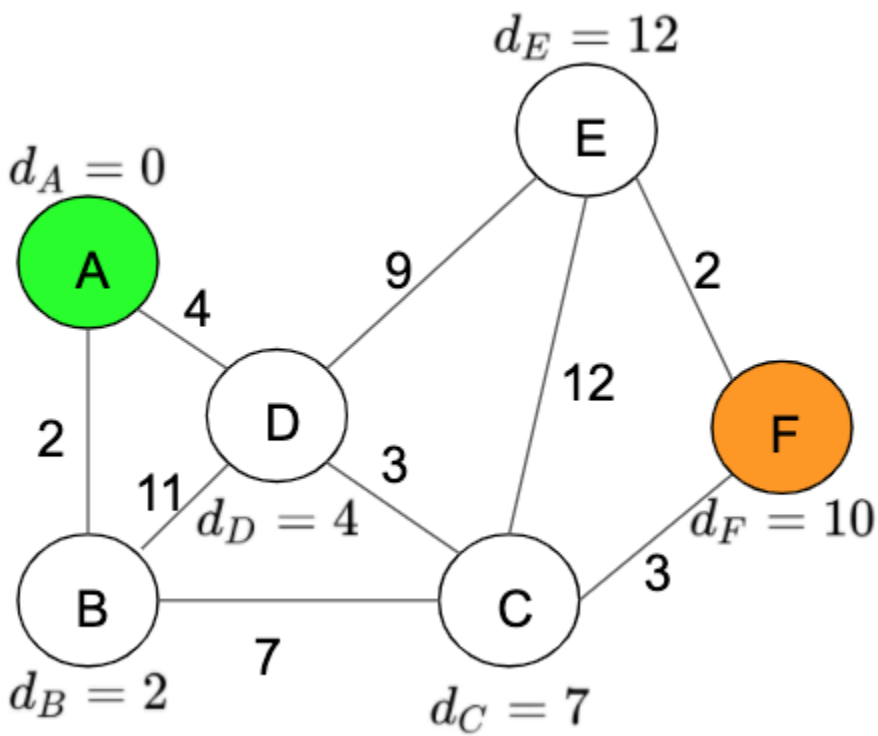 d_E = 12
E
d_A = 0
A
4
9
2
D
12
2
F
11
3
d_D = 4
d_F = 10
B
C
3
7
d_B = 2
d_C = 7